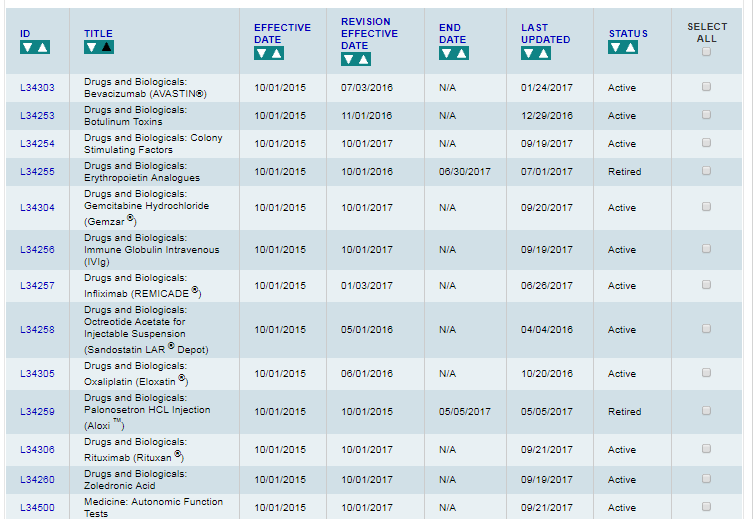 ID TITLE EFFECTIVE DATE REVISION EFFECTIVE DATE END DATE LAST UPDATED STATUS SELECT ALL
L34303 Drugs and Biologicals: Bevacizumab (AVASTIN®) 10/01/2015 07/03/2016 N/A 01/24/2017 Active
L34253 Drugs and Biologicals: Botulinum Toxins 10/01/2015 11/01/2016 N/A 12/29/2016 Active
L34254 Drugs and Biologicals: Colony Stimulating Factors 10/01/2015 10/01/2017 N/A 09/19/2017 Active
L34255 Drugs and Biologicals: Erythropoietin Analogues 10/01/2015 10/01/2016 06/30/2017 07/01/2017 Retired
L34304 Drugs and Biologicals: Gemcitabine Hydrochloride (Gemzar ®) 10/01/2015 10/01/2017 N/A 09/20/2017 Active
L34256 Drugs and Biologicals: Immune Globulin Intravenous (IVIg) 10/01/2015 10/01/2017 N/A 09/19/2017 Active
L34257 Drugs and Biologicals: Infliximab (REMICADE ®) 10/01/2015 01/03/2017 N/A 06/26/2017 Active
L34258 Drugs and Biologicals: Octreotide Acetate for Injectable Suspension (Sandostatin LAR ® Depot) 10/01/2015 05/01/2016 N/A 04/04/2016 Active
L34305 Drugs and Biologicals: Oxaliplatin (Eloxatin ®) 10/01/2015 06/01/2016 N/A 10/20/2016 Active
L34259 Drugs and Biologicals: Palonosetron HCL Injection (Aloxi ™) 10/01/2015 10/01/2015 05/05/2017 05/05/2017 Retired
L34306 Drugs and Biologicals: Rituximab (Rituxan ®) 10/01/2015 10/01/2017 N/A 09/21/2017 Active
L34260 Drugs and Biologicals: Zoledronic Acid 10/01/2015 10/01/2017 N/A 09/19/2017 Active
L34500 Medicine: Autonomic Function Tests 10/01/2015 10/01/2017 N/A 09/21/2017 Active